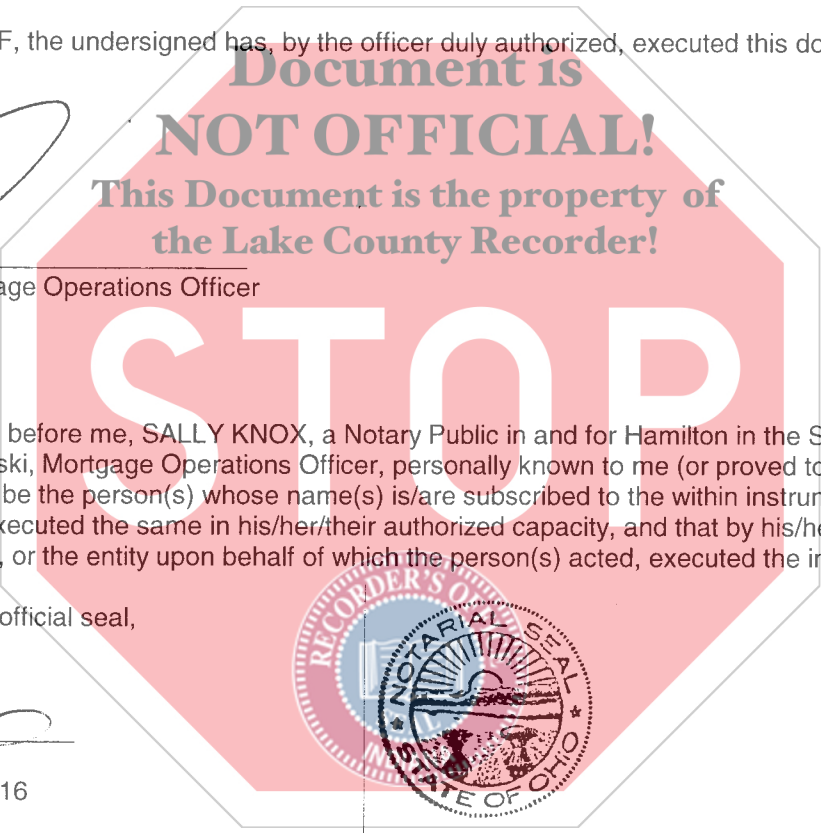 F, the undersigned has, by the officer duly authorized, executed this do
Document is
NOT OFFICIAL!
This Document is the property of
the Lake County Recorder!
age Operations Officer
STOP
before me, SALLY KNOX, a Notary Public in and for Hamilton in the S
ski, Mortgage Operations Officer, personally known to me (or proved to
be the person(s) whose name(s) is/are subscribed to the within instrum
xecuted the same in his/her/their authorized capacity, and that by his/he
, or the entity upon behalf of which the person(s) acted, executed the in
official seal,
RECORDER'S
SEAL
NOTARIAL SEAL
STATE OF OHIO
16